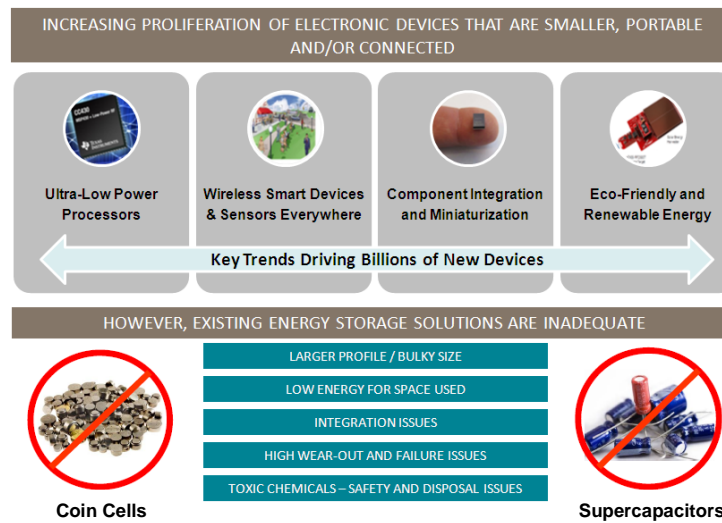 INCREASING PROLIFERATION OF ELECTRONIC DEVICES THAT ARE SMALLER, PORTABLE
AND/OR CONNECTED
CC430
TEXAS
INSTRUMENTS
Ultra-Low Power
Processors
Wireless Smart Devices
& Sensors Everywhere
Component Integration
and Miniaturization
Eco-Friendly and
Renewable Energy
Key Trends Driving Billions of New Devices
HOWEVER, EXISTING ENERGY STORAGE SOLUTIONS ARE INADEQUATE
LARGER PROFILE / BULKY SIZE
LOW ENERGY FOR SPACE USED
INTEGRATION ISSUES
HIGH WEAR-OUT AND FAILURE ISSUES
TOXIC CHEMICALS – SAFETY AND DISPOSAL ISSUES
Coin Cells
Supercapacitors